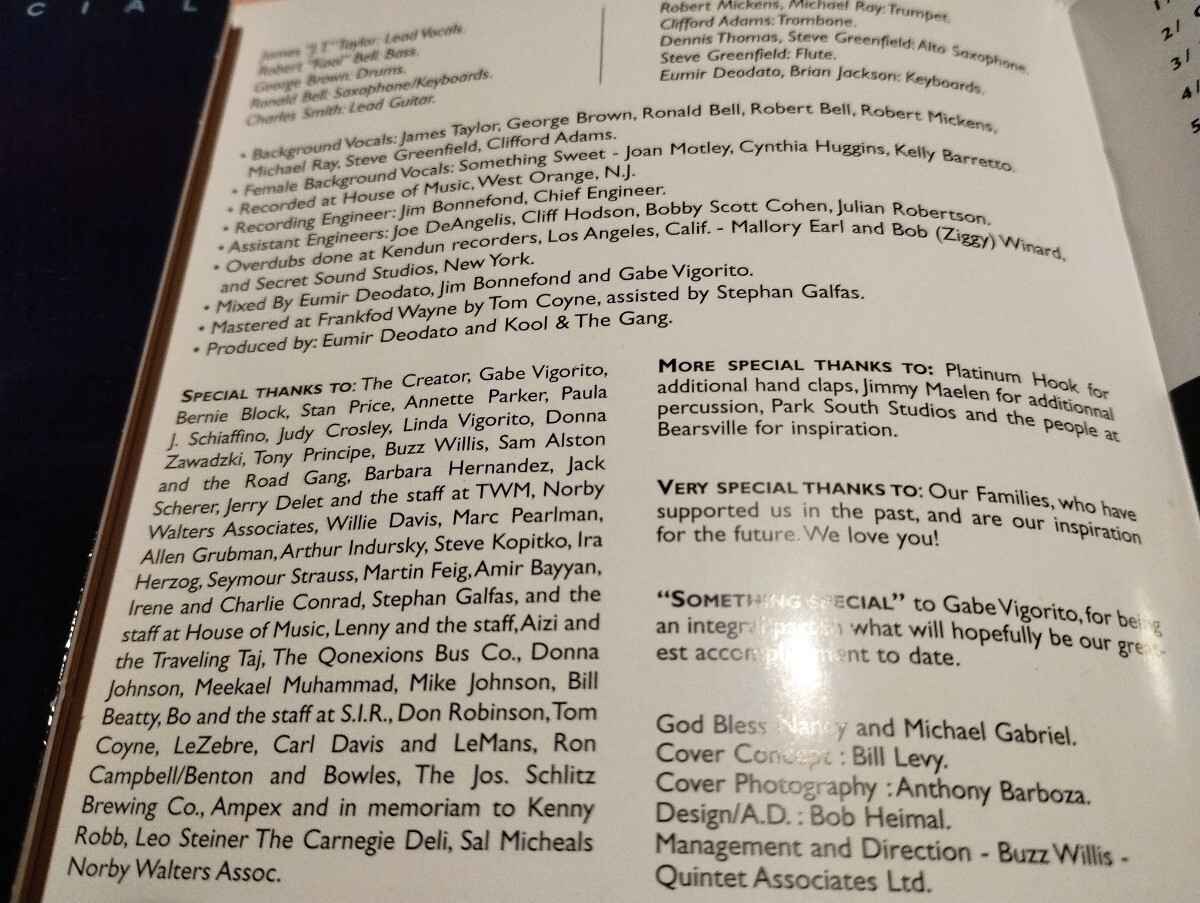 C I A L
James "J.T." Taylor: Lead Vocals.
Robert "Kool" Bell: Bass.
George Brown: Drums.
Ronald Bell: Saxophone/Keyboards.
Charles Smith: Lead Guitar.
Robert Mickens, Michael Ray: Trumpet.
Clifford Adams: Trombone.
Dennis Thomas, Steve Greenfield: Alto Saxophone.
Steve Greenfield: Flute.
Eumir Deodato, Brian Jackson: Keyboards.
• Background Vocals: James Taylor, George Brown, Ronald Bell, Robert Bell, Robert Mickens,
Michael Ray, Steve Greenfield, Clifford Adams.
• Female Background Vocals: Something Sweet - Joan Motley, Cynthia Huggins, Kelly Barretto.
• Recorded at House of Music, West Orange, N.J.
• Recording Engineer: Jim Bonnefond, Chief Engineer.
• Assistant Engineers: Joe DeAngelis, Cliff Hodson, Bobby Scott Cohen, Julian Robertson.
• Overdubs done at Kendun recorders, Los Angeles, Calif. - Mallory Earl and Bob (Ziggy) Winard,
and Secret Sound Studios, New York.
• Mixed By Eumir Deodato, Jim Bonnefond and Gabe Vigorito.
• Mastered at Frankfod Wayne by Tom Coyne, assisted by Stephan Galfas.
• Produced by: Eumir Deodato and Kool & The Gang.
SPECIAL THANKS TO: The Creator, Gabe Vigorito,
Bernie Block, Stan Price, Annette Parker, Paula
J. Schiaffino, Judy Crosley, Linda Vigorito, Donna
Zawadzki, Tony Principe, Buzz Willis, Sam Alston
and the Road Gang, Barbara Hernandez, Jack
Scherer, Jerry Delet and the staff at TWM, Norby
Walters Associates, Willie Davis, Marc Pearlman,
Allen Grubman, Arthur Indursky, Steve Kopitko, Ira
Herzog, Seymour Strauss, Martin Feig, Amir Bayyan,
Irene and Charlie Conrad, Stephan Galfas, and the
staff at House of Music, Lenny and the staff, Aizi and
the Traveling Taj, The Qonexions Bus Co., Donna
Johnson, Meekael Muhammad, Mike Johnson, Bill
Beatty, Bo and the staff at S.I.R., Don Robinson, Tom
Coyne, LeZebre, Carl Davis and LeMans, Ron
Campbell/Benton and Bowles, The Jos. Schlitz
Brewing Co., Ampex and in memoriam to Kenny
Robb, Leo Steiner The Carnegie Deli, Sal Micheals
Norby Walters Assoc.
MORE SPECIAL THANKS TO: Platinum Hook for
additional hand claps, Jimmy Maelen for additionnal
percussion, Park South Studios and the people at
Bearsville for inspiration.
VERY SPECIAL THANKS TO: Our Families, who have
supported us in the past, and are our inspiration
for the future. We love you!
"SOMETHING SPECIAL" to Gabe Vigorito, for being
an integral part in what will hopefully be our great-
est accomplishment to date.
God Bless Nancy and Michael Gabriel.
Cover Concept : Bill Levy.
Cover Photography : Anthony Barboza.
Design/A.D. : Bob Heimal.
Management and Direction - Buzz Willis -
Quintet Associates Ltd.
2/
3/
4/
5